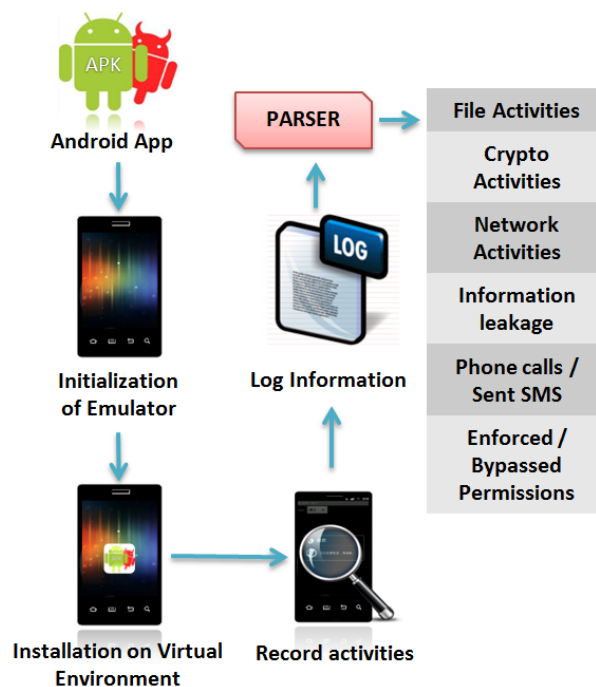 APK
Android App
Initialization
of Emulator
Installation on Virtual
Environment
Record activities
LOG
Log Information
PARSER
File Activities
Crypto
Activities
Network
Activities
Information
leakage
Phone calls /
Sent SMS
Enforced /
Bypassed
Permissions